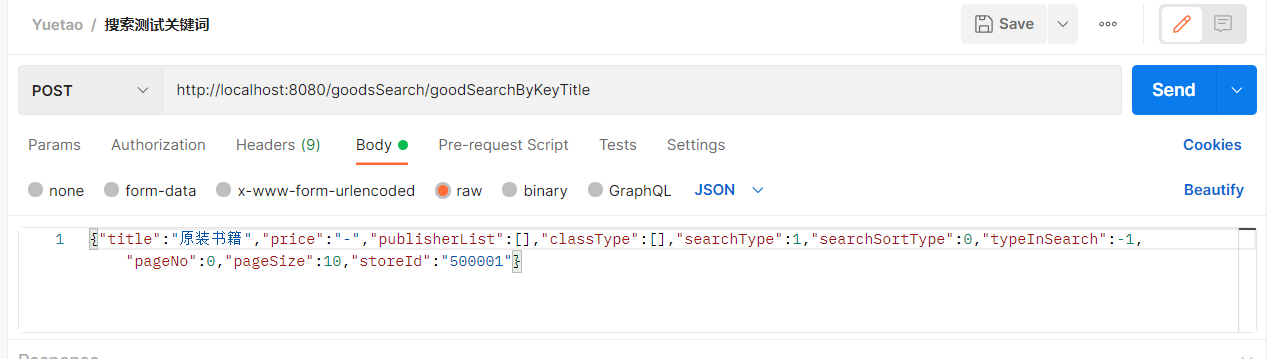 Yuetao / 搜索测试关键词
Save
POST
http://localhost:8080/goodsSearch/goodSearchByKeyTitle
Send
Params Authorization Headers (9) Body Pre-request Script Tests Settings Cookies
none form-data x-www-form-urlencoded raw binary GraphQL JSON Beautify
1 {"title":"原装书籍","price":"-","publisherList":[],"classType":[],"searchType":1,"searchSortType":0,"typeInSearch":-1,
"pageNo":0,"pageSize":10,"storeId":"500001"}
Response